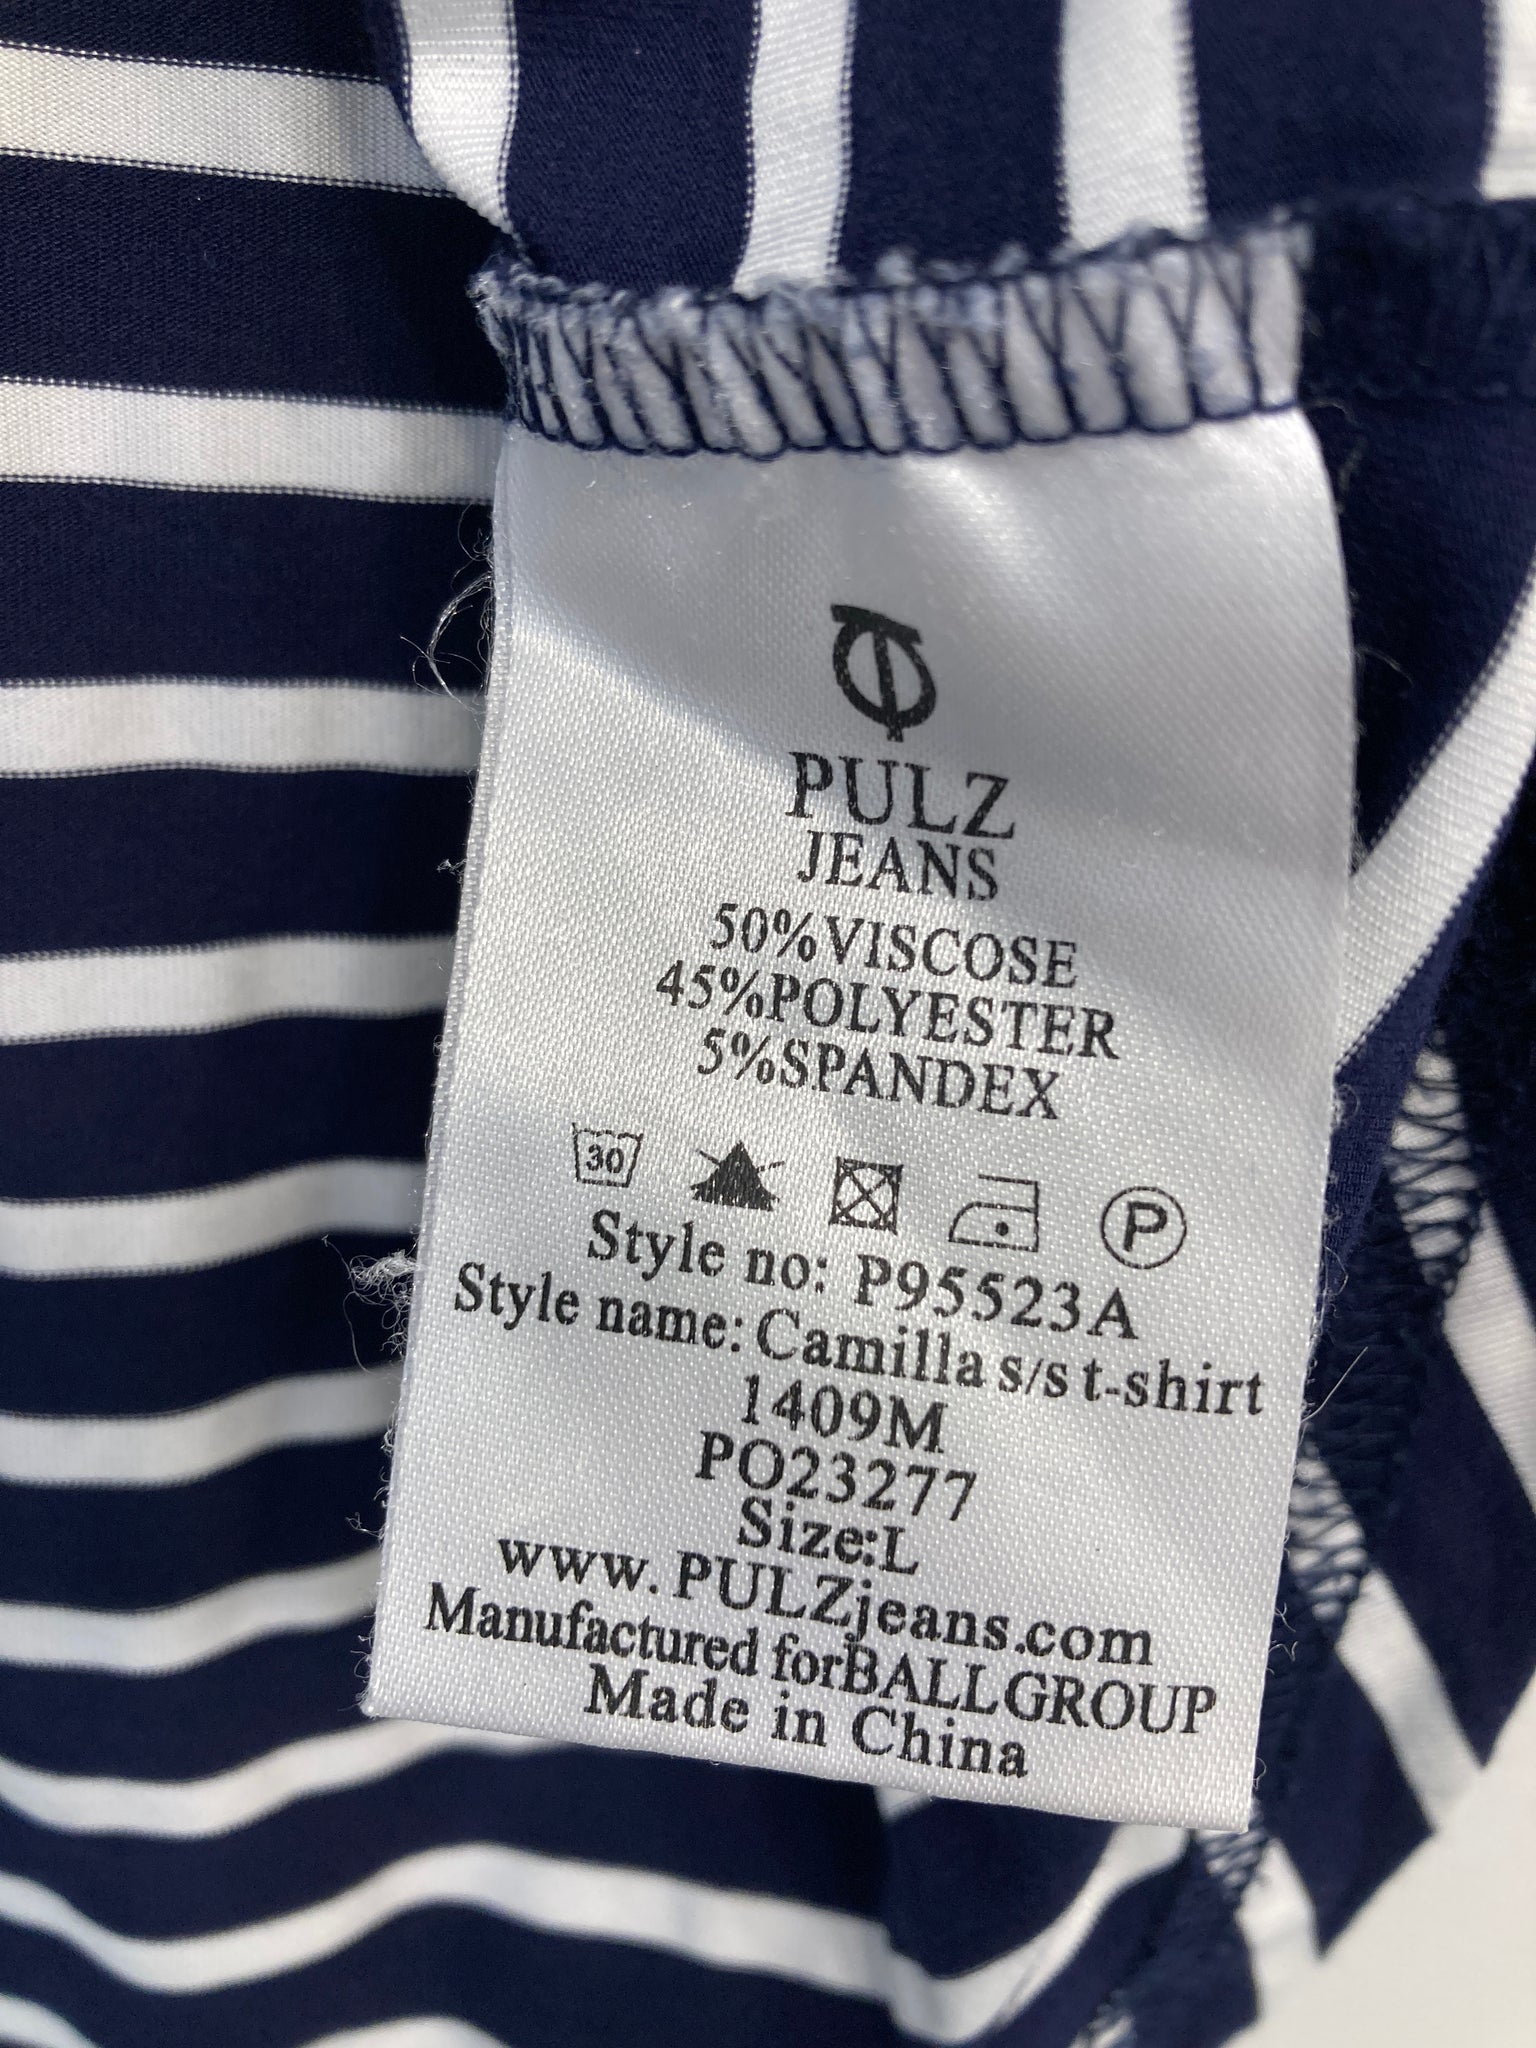 PULZ
JEANS
50%VISCOSE
45%POLYESTER
5%SPANDEX
30 P
Style no: P95523A
Style name: Camilla s/s t-shirt
1409M
PO23277
Size:L
www.PULZjeans.com
Manufactured forBALLGROUP
Made in China